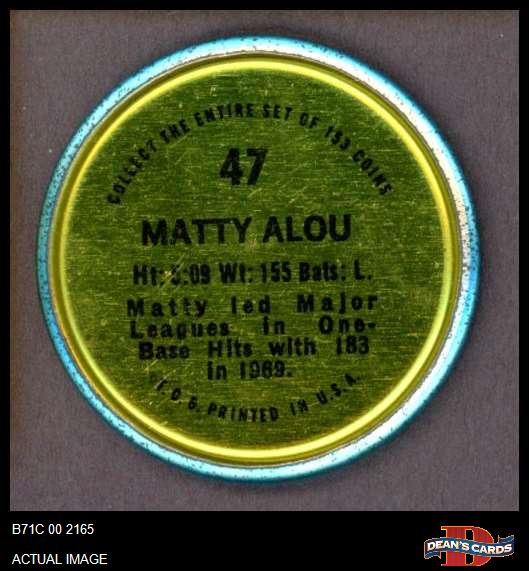 COLLECT THE ENTIRE SET OF 153 COINS
47
MATTY ALOU
Ht: 5:09 Wt: 155 Bats: L.
Matty led Major
Leagues in One-
Base Hits with 183
in 1969.
T.C.G. PRINTED IN U.S.A.
B71C 00 2165
ACTUAL IMAGE
D
DEAN'S CARDS